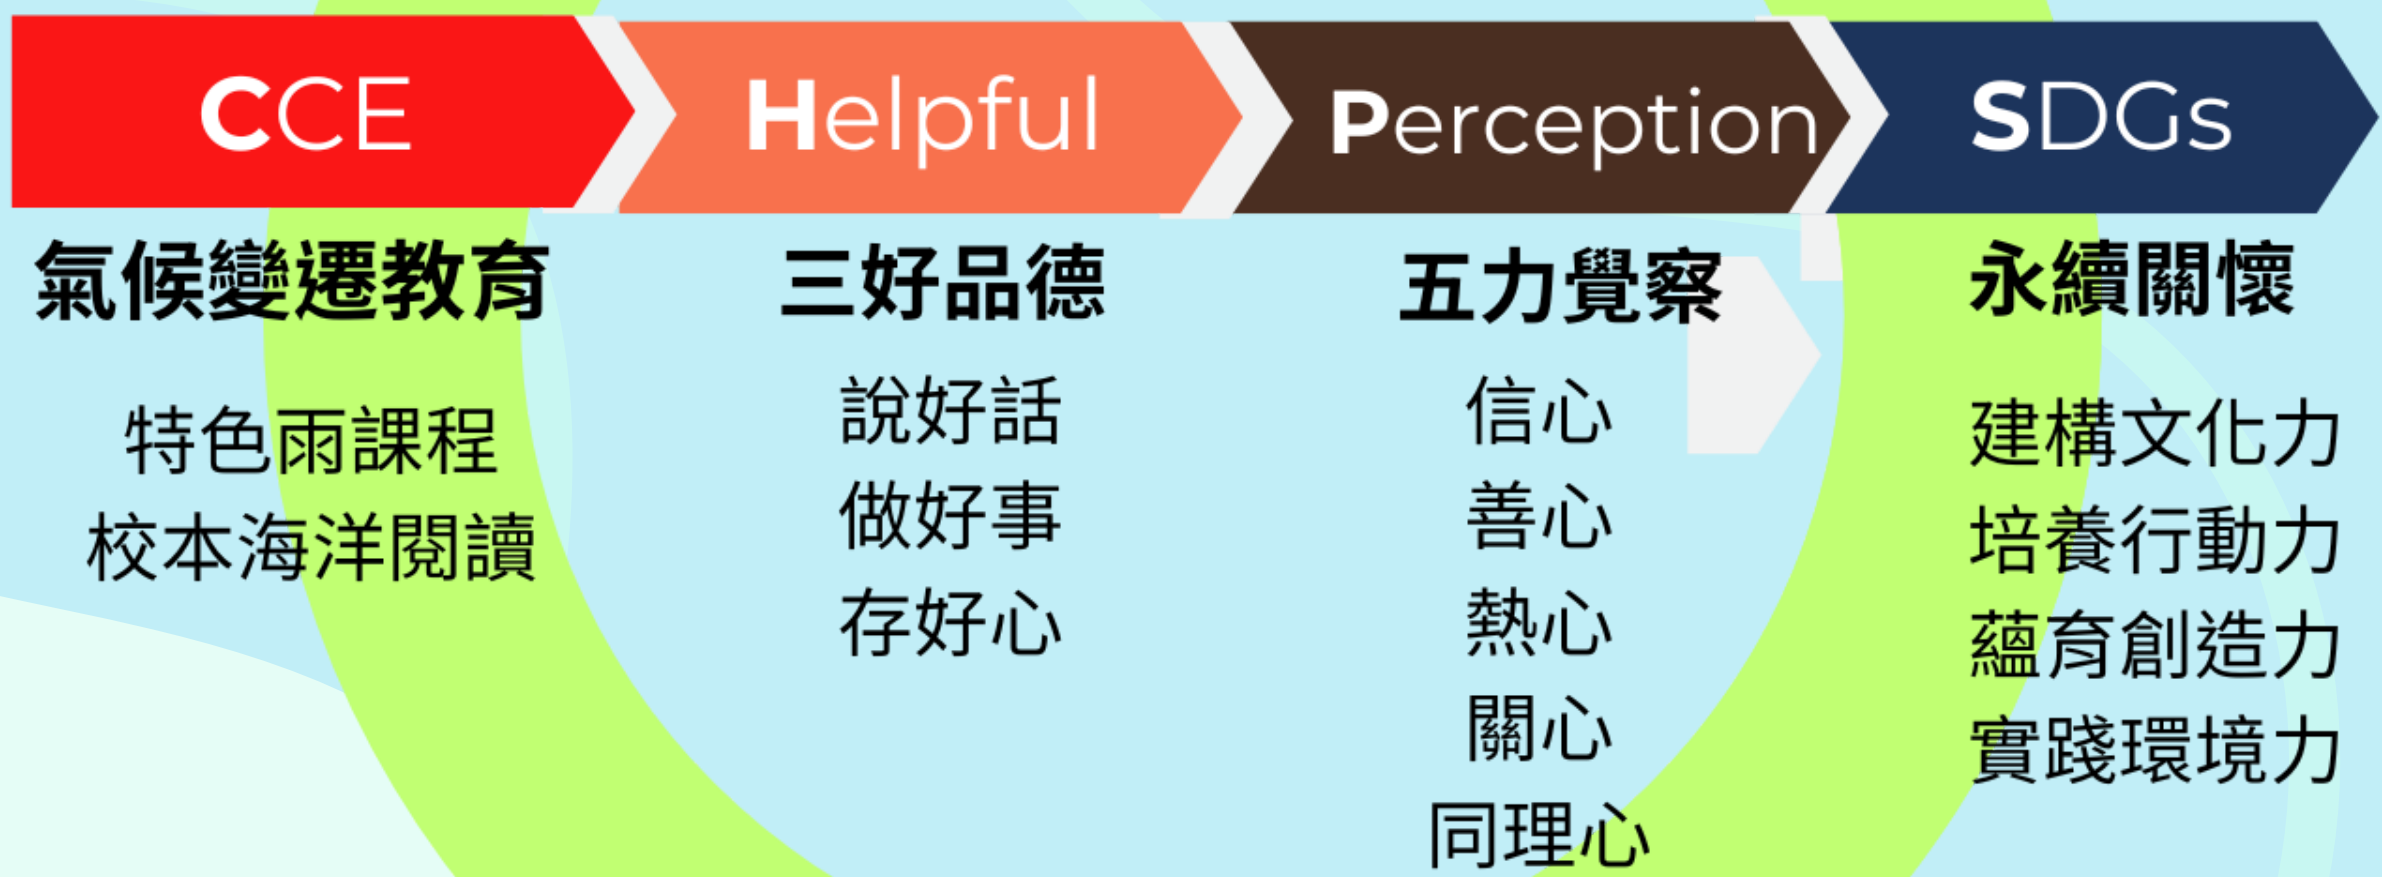 CCE
氣候變遷教育
特色雨課程
校本海洋閱讀
Helpful
三好品德
說好話
做好事
存好心
Perception
五力覺察
信心
善心
熱心
關心
同理心
SDGs
永續關懷
建構文化力
培養行動力
蘊育創造力
實踐環境力